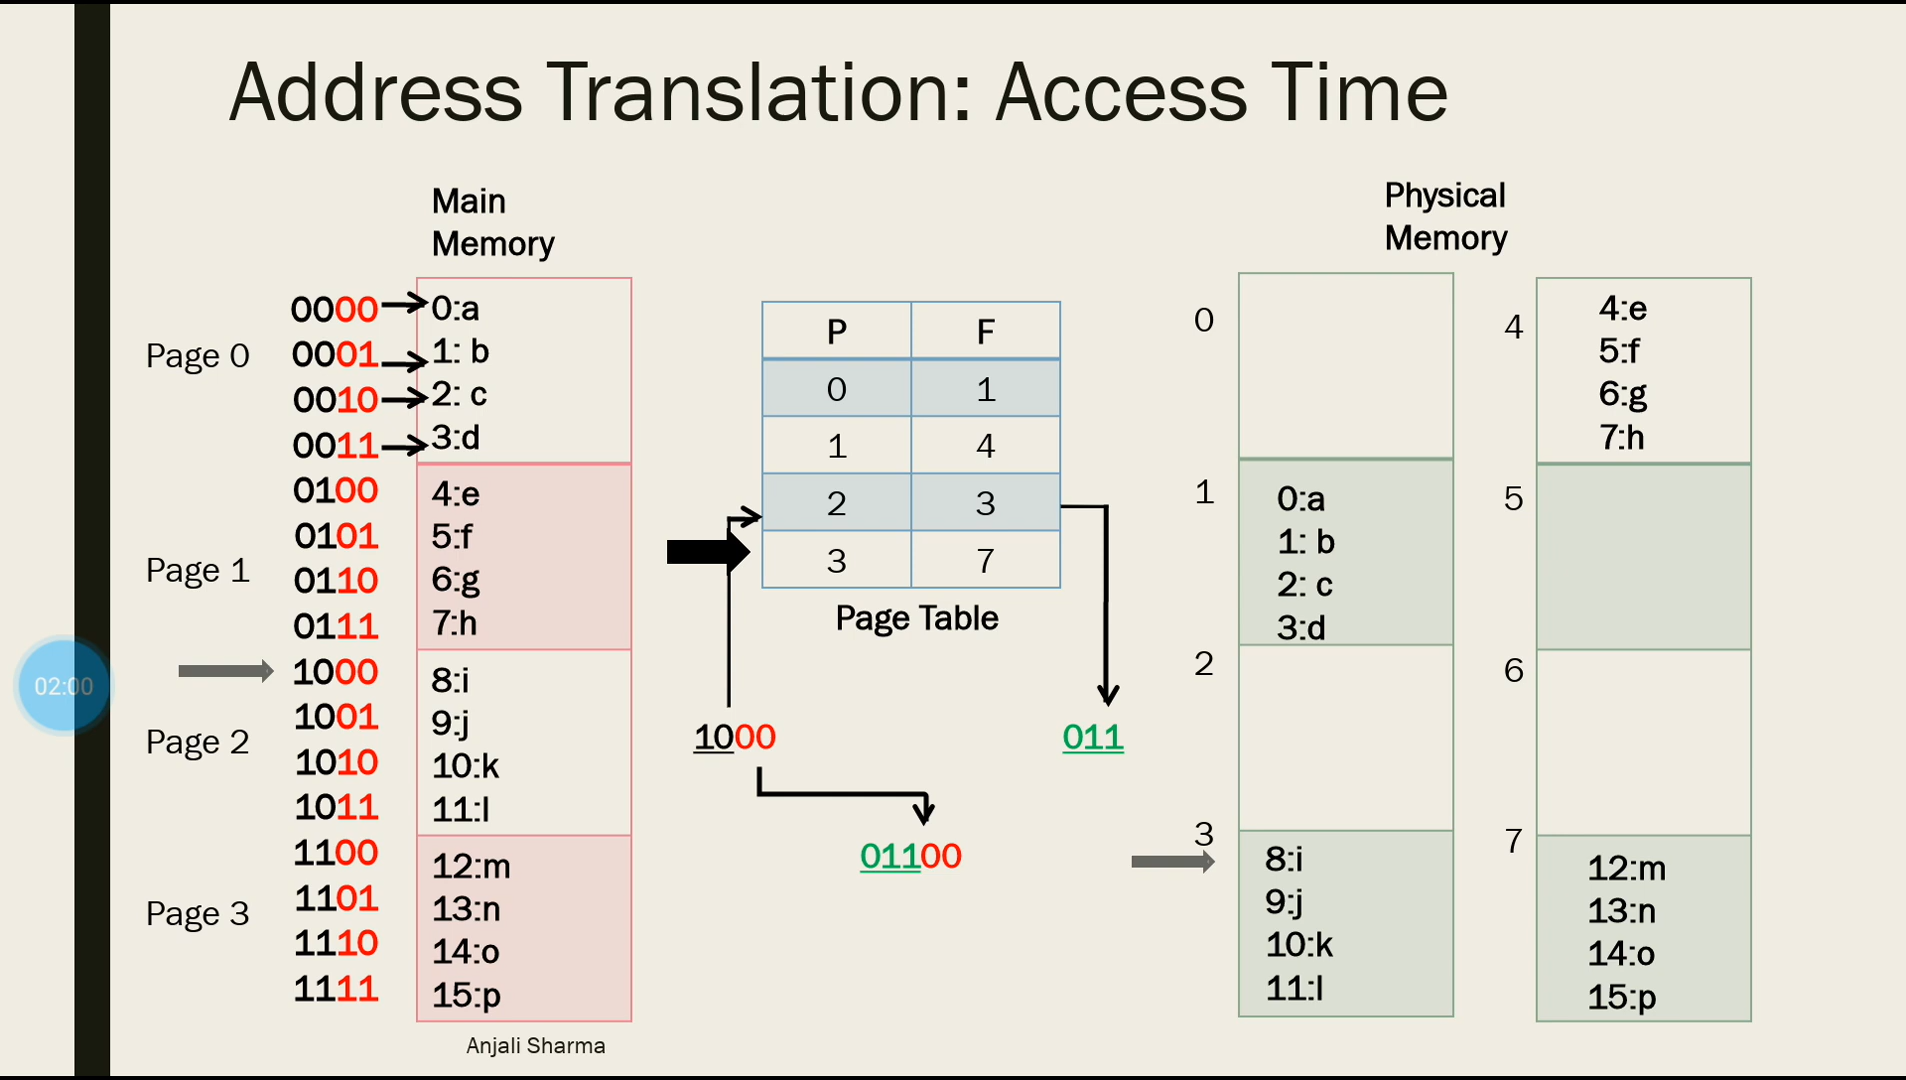 Address Translation: Access Time
Main
Memory
Page 0
0000
0001
0010
0011
0:a
1: b
2: c
3:d
Page 1
0100
0101
0110
0111
4:e
5:f
6:g
7:h
Page 2
1000
1001
1010
1011
8:i
9:j
10:k
11:l
Page 3
1100
1101
1110
1111
12:m
13:n
14:o
15:p
02:00
P F
0 1
1 4
2 3
3 7
Page Table
1000
011
01100
Physical
Memory
0
1
0:a
1: b
2: c
3:d
2
3
8:i
9:j
10:k
11:l
4
4:e
5:f
6:g
7:h
5
6
7
12:m
13:n
14:o
15:p
Anjali Sharma